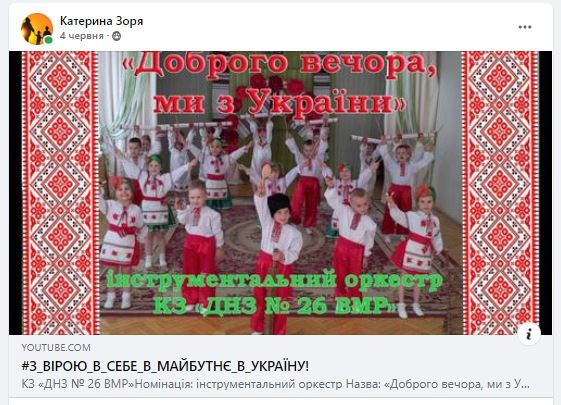 Катерина Зоря
4 червня ·
«Доброго вечора,
ми з України»
інструментальний оркестр
КЗ «ДНЗ № 26 ВМР»
YOUTUBE.COM
#З_ВІРОЮ_В_СЕБЕ_В_МАЙБУТНЄ_В_УКРАЇНУ!
КЗ «ДНЗ № 26 ВМР»Номінація: інструментальний оркестр Назва: «Доброго вечора, ми з У...